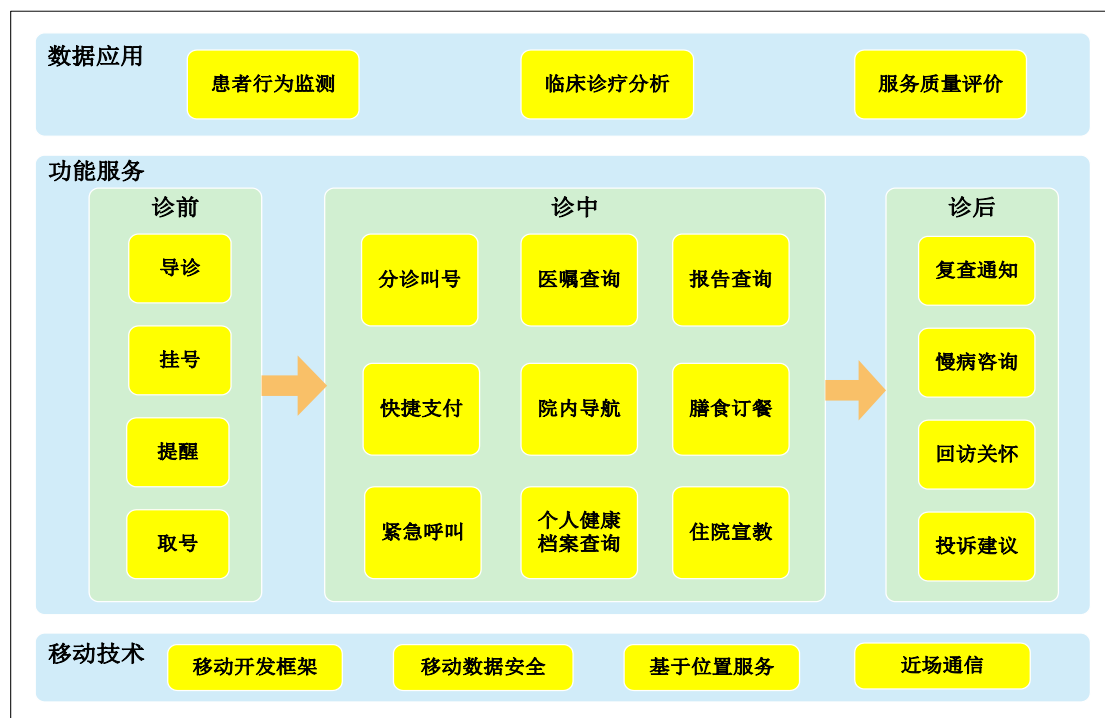 数据应用
患者行为监测
临床诊疗分析
服务质量评价
功能服务
诊前
导诊
挂号
提醒
取号
诊中
分诊叫号
医嘱查询
报告查询
快捷支付
院内导航
膳食订餐
紧急呼叫
个人健康
档案查询
住院宣教
诊后
复查通知
慢病咨询
回访关怀
投诉建议
移动技术
移动开发框架
移动数据安全
基于位置服务
近场通信